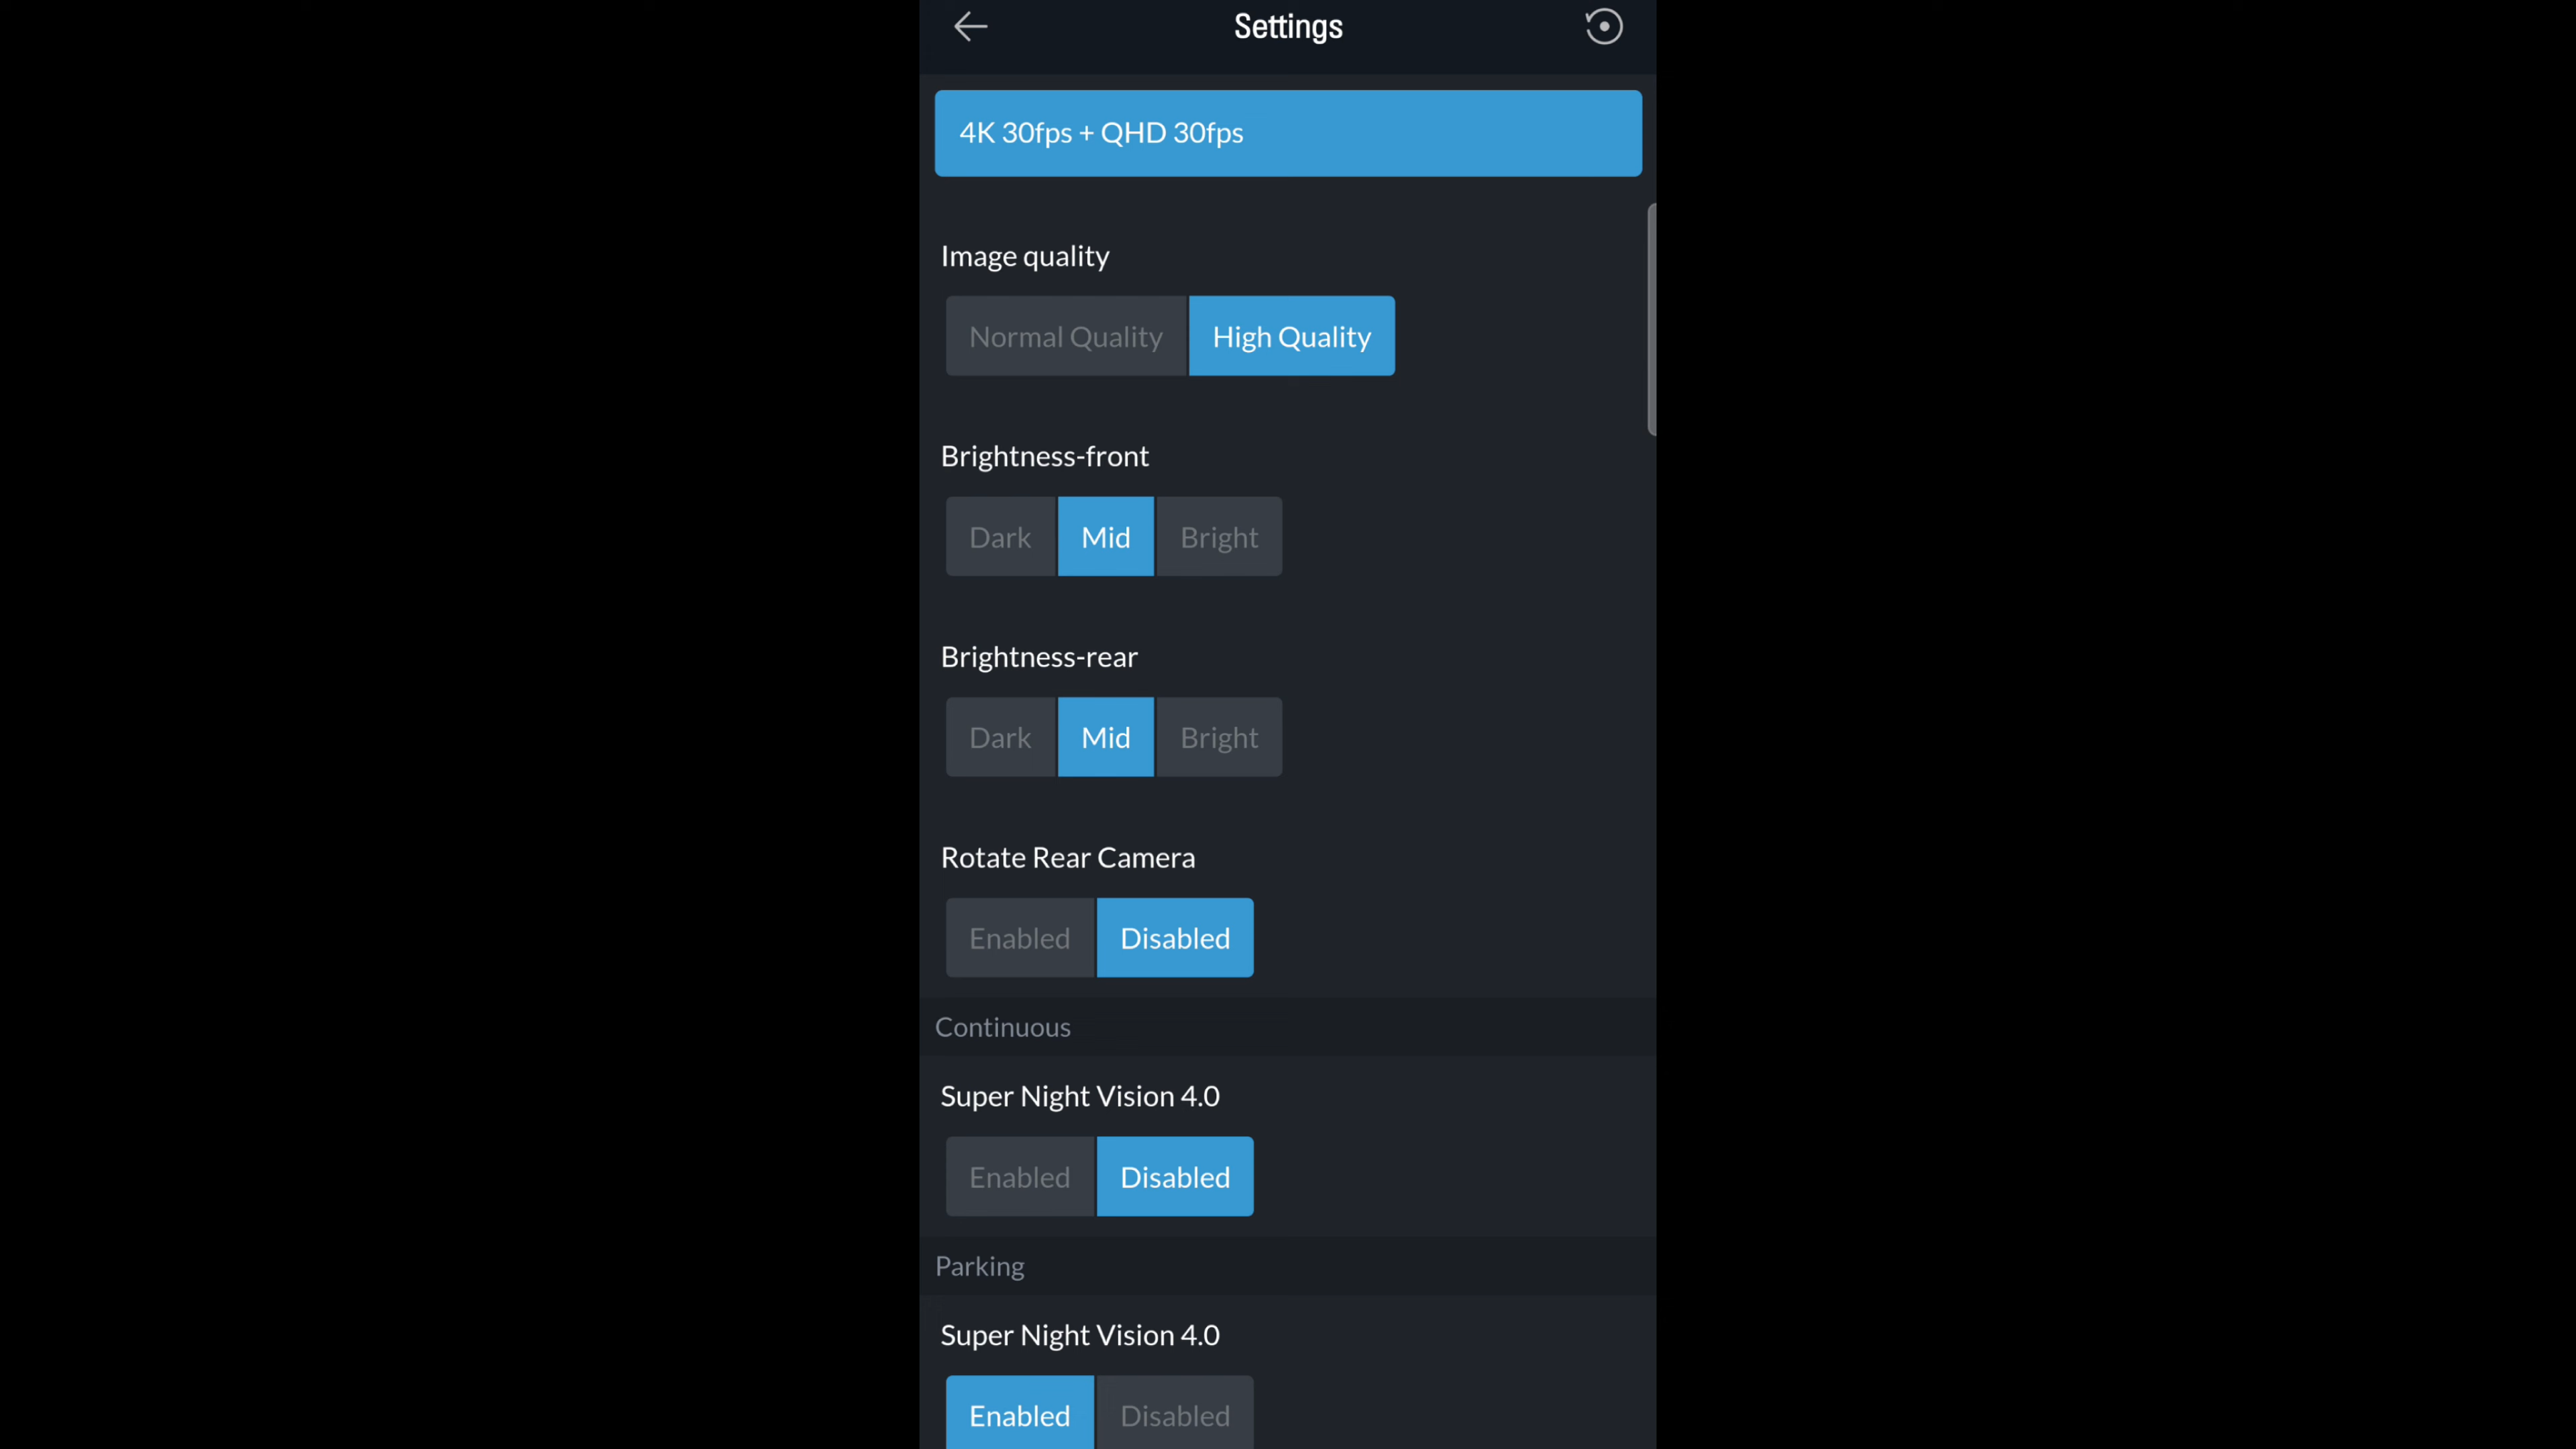 Settings
4K 30fps + QHD 30fps
Image quality
Normal Quality High Quality
Brightness-front
Dark Mid Bright
Brightness-rear
Dark Mid Bright
Rotate Rear Camera
Enabled Disabled
Continuous
Super Night Vision 4.0
Enabled Disabled
Parking
Super Night Vision 4.0
Enabled Disabled